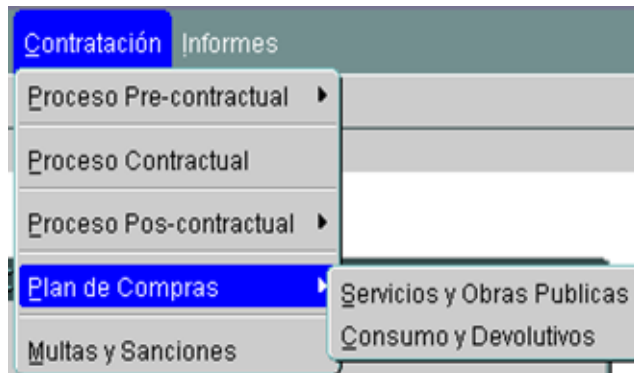 Contratación Informes
Proceso Pre-contractual
Proceso Contractual
Proceso Pos-contractual
Plan de Compras
Servicios y Obras Publicas
Consumo y Devolutivos
Multas y Sanciones